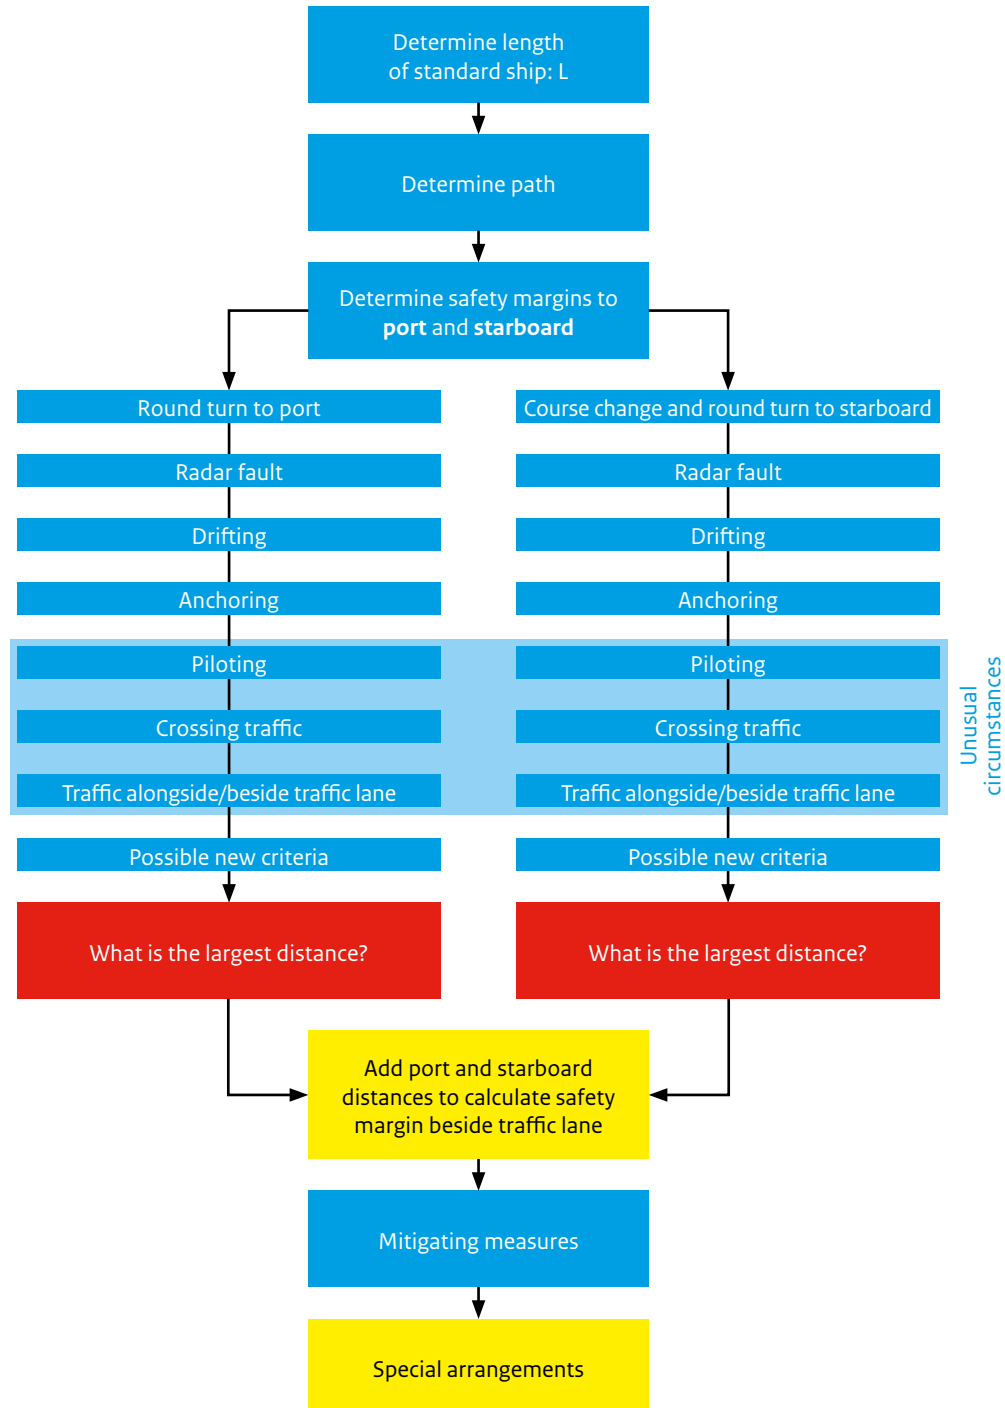 Determine length
of standard ship: L
Determine path
Determine safety margins to
port and starboard
Round turn to port
Radar fault
Drifting
Anchoring
Piloting
Crossing traffic
Traffic alongside/beside traffic lane
Possible new criteria
What is the largest distance?
Course change and round turn to starboard
Radar fault
Drifting
Anchoring
Piloting
Crossing traffic
Traffic alongside/beside traffic lane
Possible new criteria
What is the largest distance?
Unusual
circumstances
Add port and starboard
distances to calculate safety
margin beside traffic lane
Mitigating measures
Special arrangements